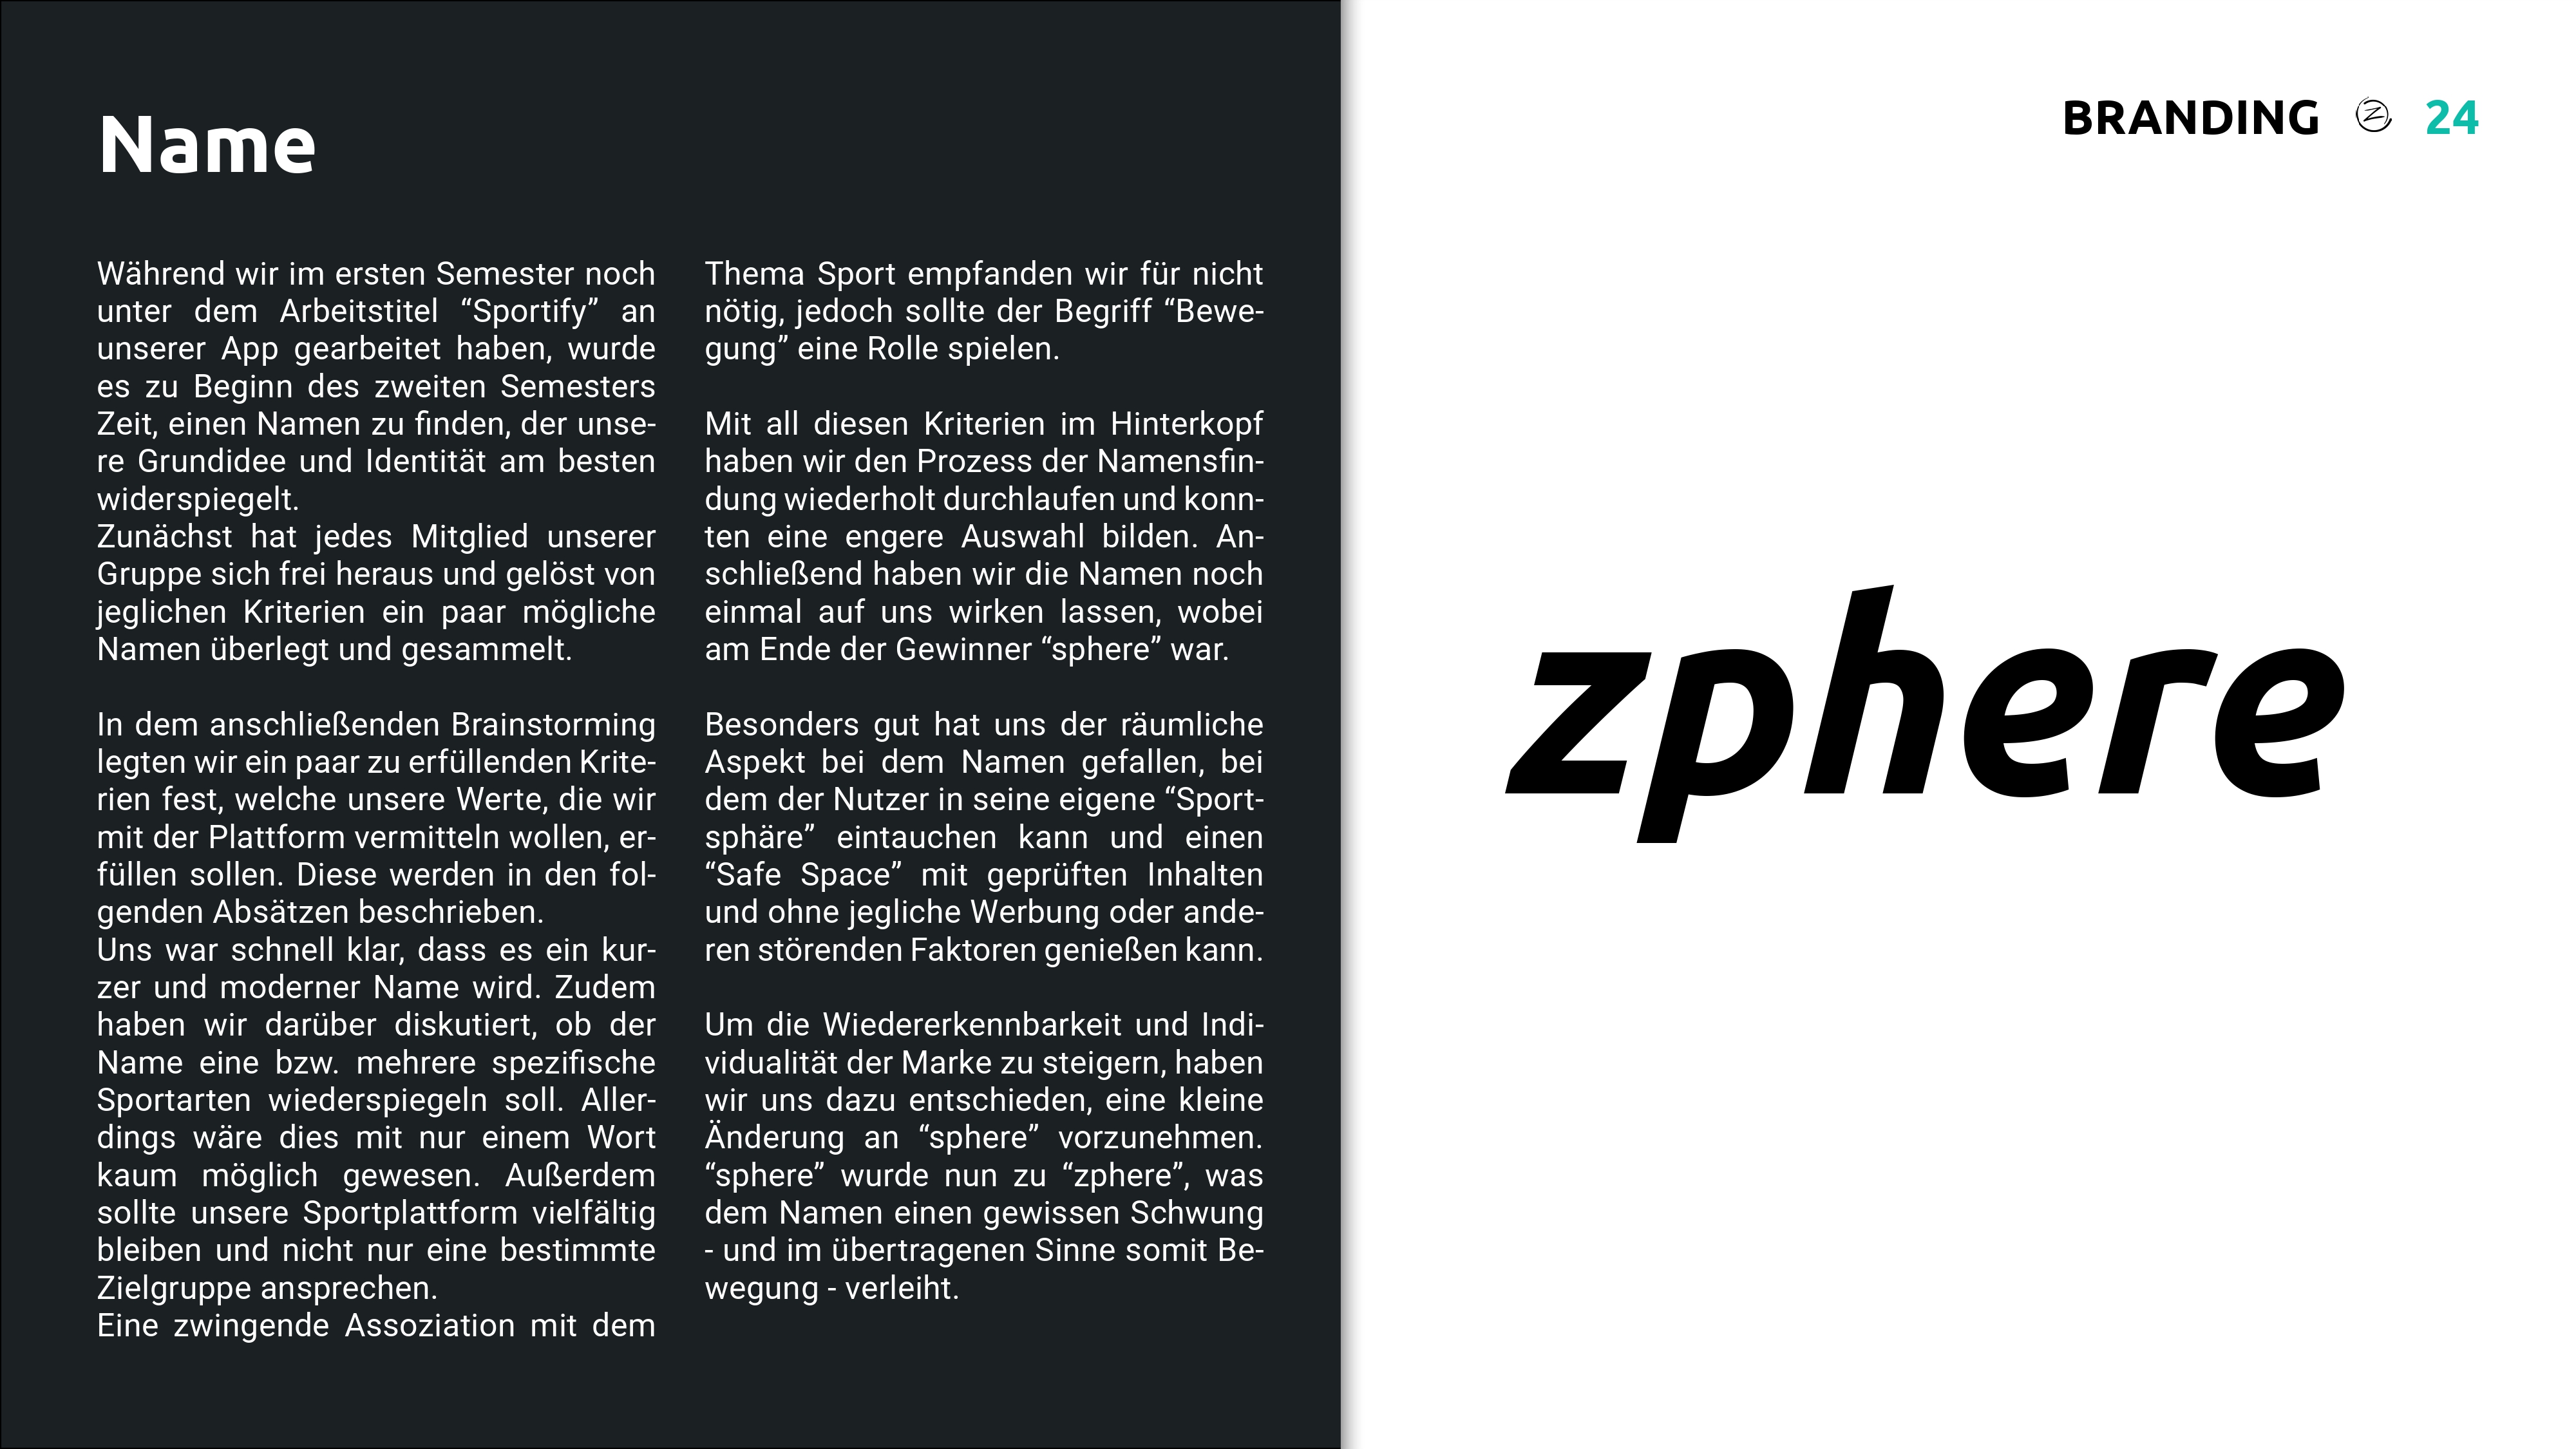 Name
Während wir im ersten Semester noch
unter dem Arbeitstitel “Sportify” an
unserer App gearbeitet haben, wurde
es zu Beginn des zweiten Semesters
Zeit, einen Namen zu finden, der unse-
re Grundidee und Identität am besten
widerspiegelt.
Zunächst hat jedes Mitglied unserer
Gruppe sich frei heraus und gelöst von
jeglichen Kriterien ein paar mögliche
Namen überlegt und gesammelt.
In dem anschließenden Brainstorming
legten wir ein paar zu erfüllenden Krite-
rien fest, welche unsere Werte, die wir
mit der Plattform vermitteln wollen, er-
füllen sollen. Diese werden in den fol-
genden Absätzen beschrieben.
Uns war schnell klar, dass es ein kur-
zer und moderner Name wird. Zudem
haben wir darüber diskutiert, ob der
Name eine bzw. mehrere spezifische
Sportarten wiederspiegeln soll. Aller-
dings wäre dies mit nur einem Wort
kaum möglich gewesen. Außerdem
sollte unsere Sportplattform vielfältig
bleiben und nicht nur eine bestimmte
Zielgruppe ansprechen.
Eine zwingende Assoziation mit dem
Thema Sport empfanden wir für nicht
nötig, jedoch sollte der Begriff “Bewe-
gung” eine Rolle spielen.
Mit all diesen Kriterien im Hinterkopf
haben wir den Prozess der Namensfin-
dung wiederholt durchlaufen und konn-
ten eine engere Auswahl bilden. An-
schließend haben wir die Namen noch
einmal auf uns wirken lassen, wobei
am Ende der Gewinner “sphere” war.
Besonders gut hat uns der räumliche
Aspekt bei dem Namen gefallen, bei
dem der Nutzer in seine eigene “Sport-
sphäre” eintauchen kann und einen
“Safe Space” mit geprüften Inhalten
und ohne jegliche Werbung oder ande-
ren störenden Faktoren genießen kann.
Um die Wiedererkennbarkeit und Indi-
vidualität der Marke zu steigern, haben
wir uns dazu entschieden, eine kleine
Änderung an “sphere” vorzunehmen.
“sphere” wurde nun zu “zphere”, was
dem Namen einen gewissen Schwung
- und im übertragenen Sinne somit Be-
wegung - verleiht.
BRANDING Z 24
zphere